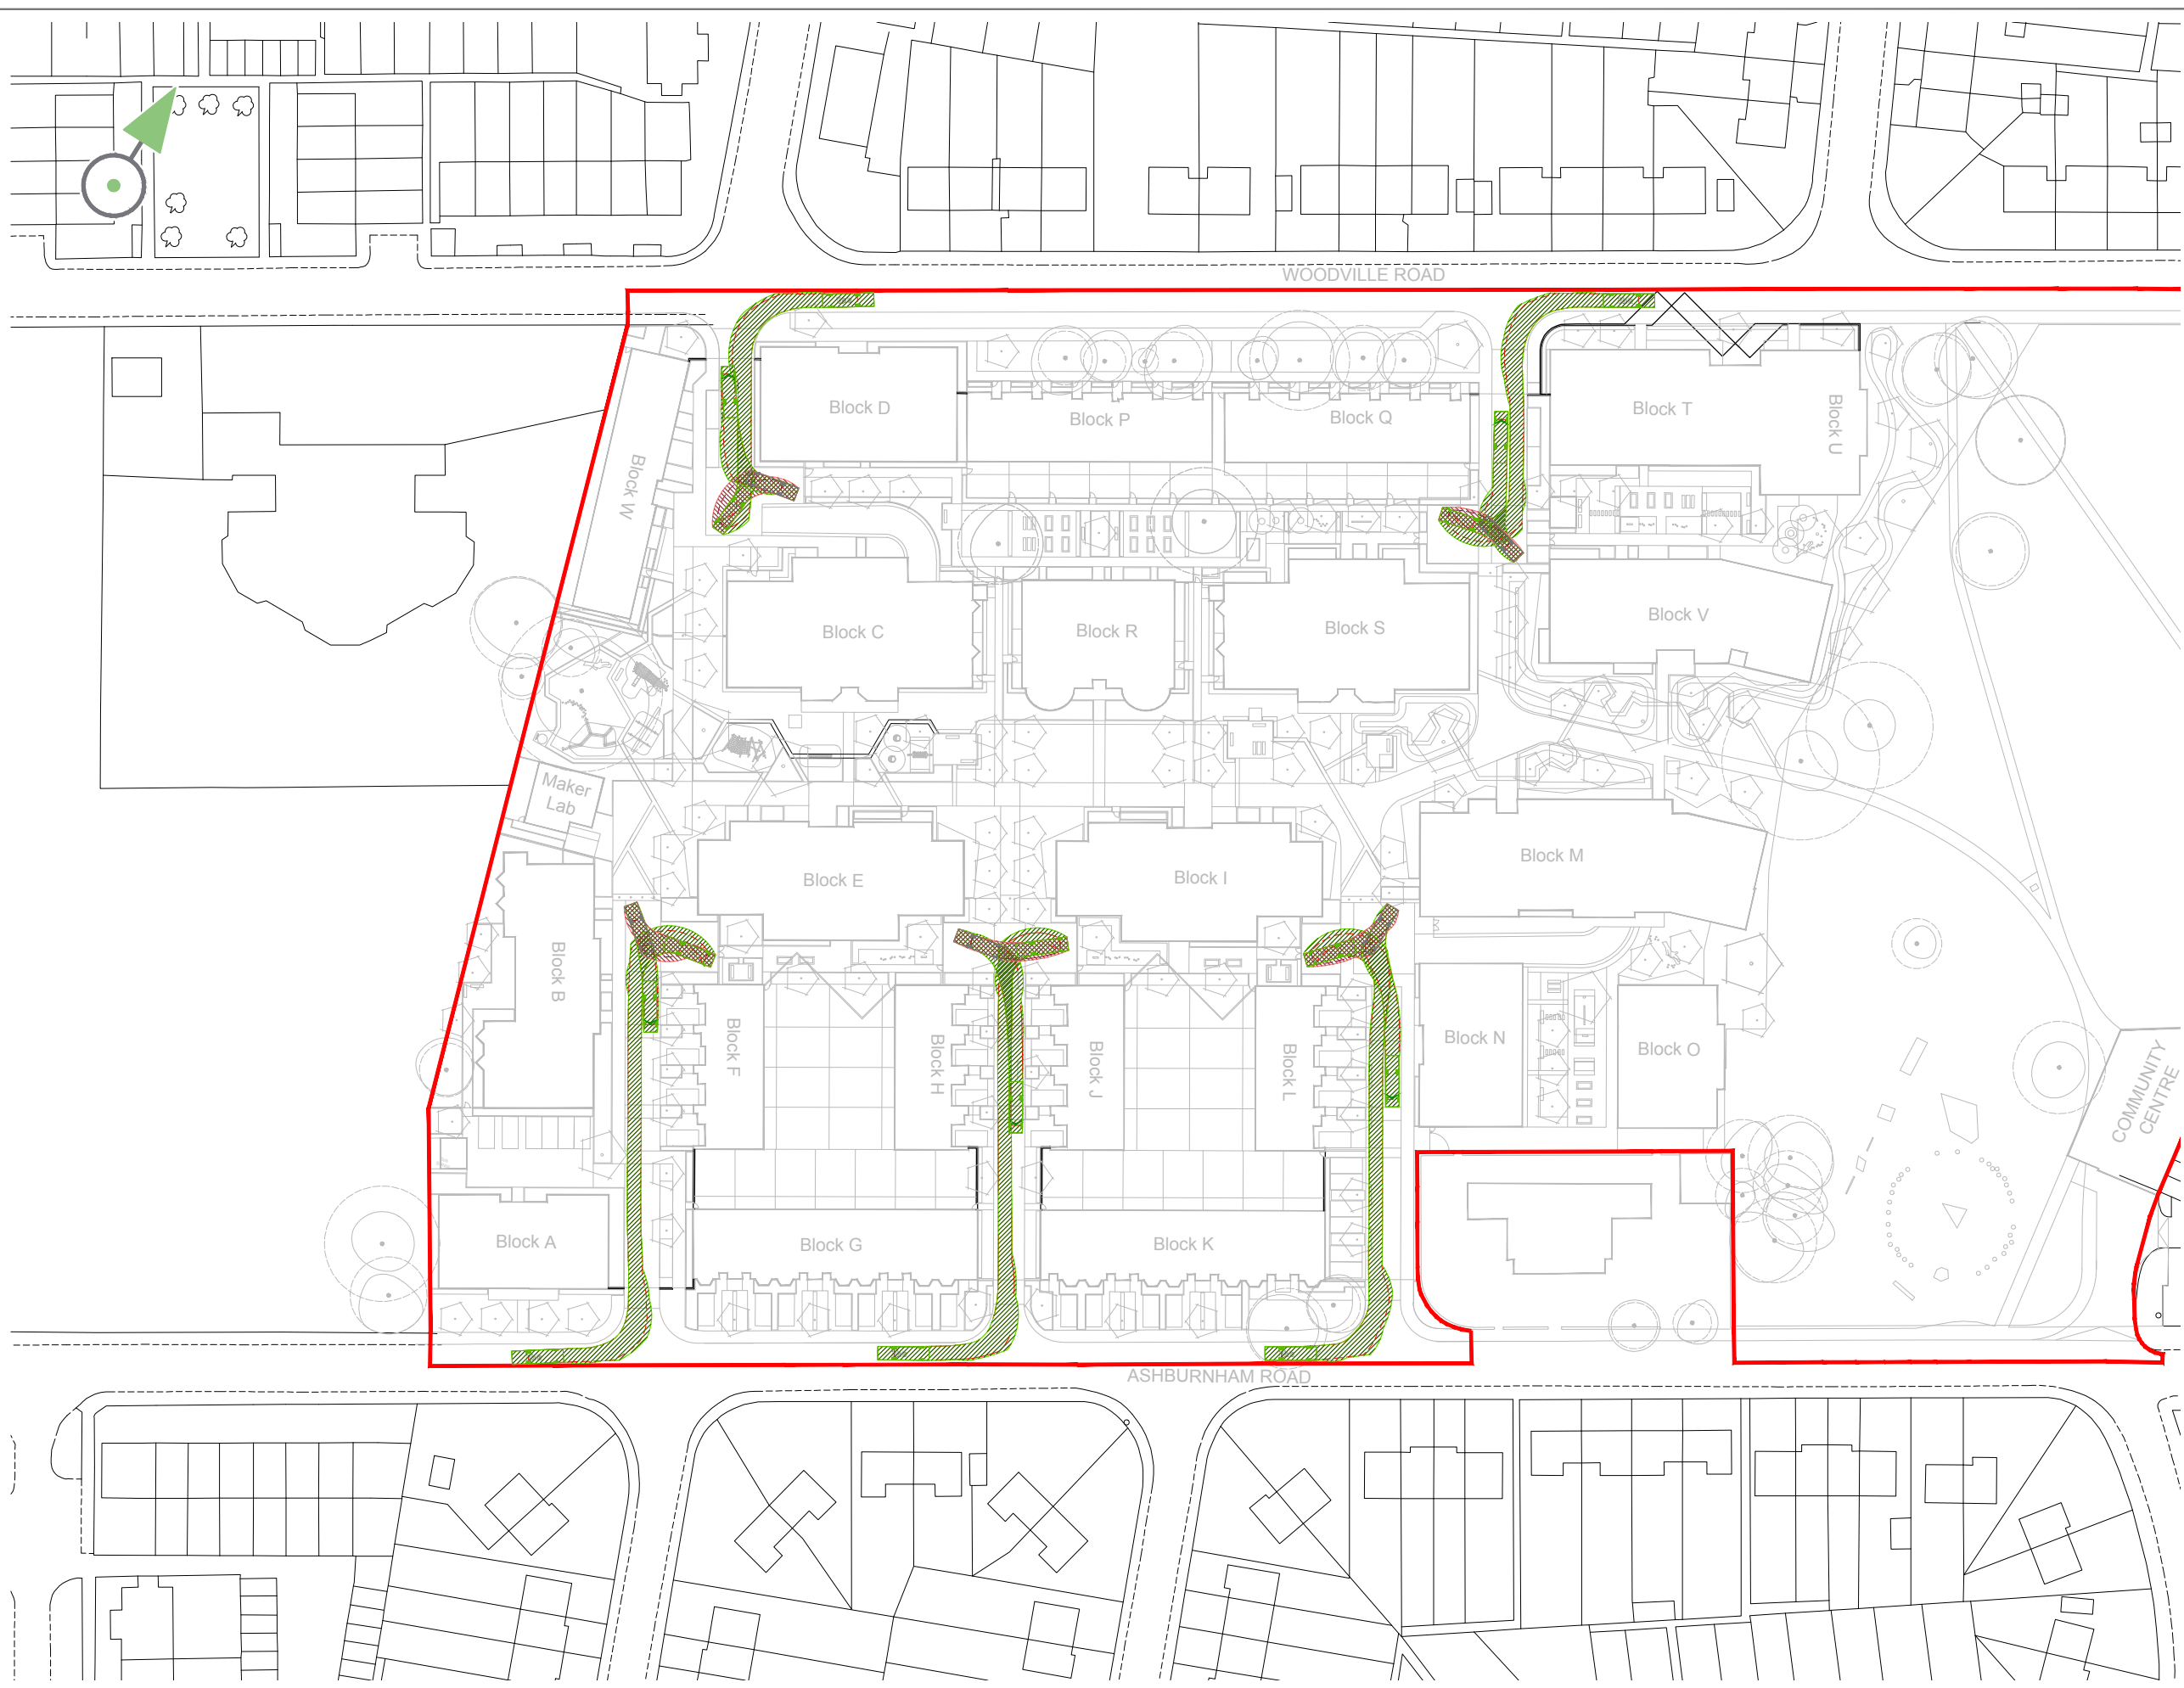 WOODVILLE ROAD
Block D
Block P
Block Q
Block T
Block U
Block W
Block C
Block R
Block S
Block V
Maker
Lab
Block E
Block I
Block M
Block B
Block F
Block H
Block J
Block L
Block N
Block O
COMMUNITY
CENTRE
Block A
Block G
Block K
ASHBURNHAM ROAD